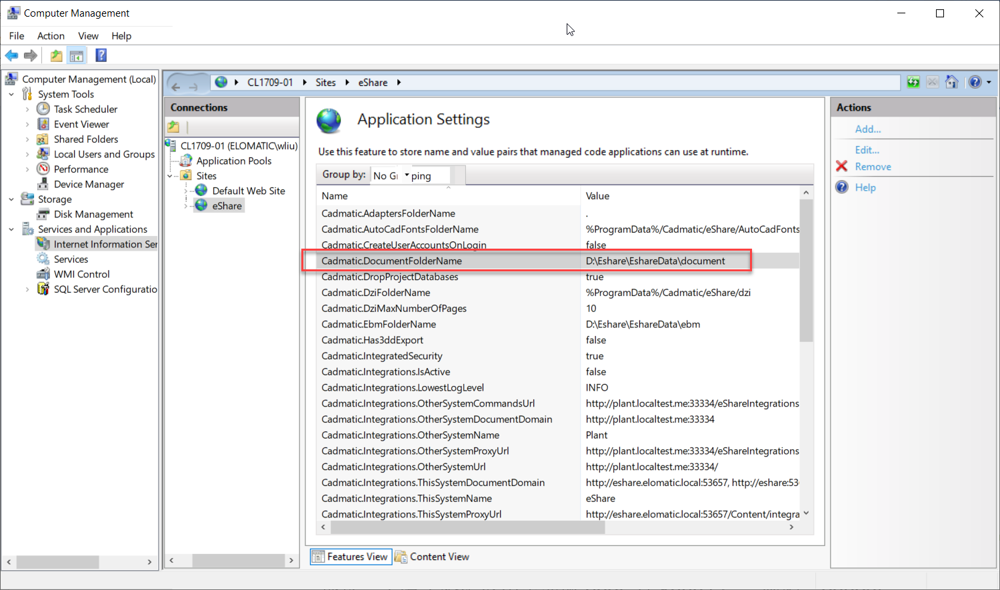 Computer Management
File Action View Help
Computer Management (Local)
System Tools
Task Scheduler
Event Viewer
Shared Folders
Local Users and Groups
Performance
Device Manager
Storage
Disk Management
Services and Applications
Internet Information Ser
Services
WMI Control
SQL Server Configuratio
CL1709-01 Sites eShare
Connections
CL1709-01 (ELOMATIC\wliu)
Application Pools
Sites
Default Web Site
eShare
Application Settings
Use this feature to store name and value pairs that managed code applications can use at runtime.
Group by: No G ping
Name Value
Cadmatic.AdaptersFolderName .
Cadmatic.AutoCadFontsFolderName %ProgramData%/Cadmatic/eShare/AutoCadFonts
Cadmatic.CreateUserAccountsOnLogin false
Cadmatic.DocumentFolderName D:\Eshare\EshareData\document
Cadmatic.DropProjectDatabases true
Cadmatic.DziFolderName %ProgramData%/Cadmatic/eShare/dzi
Cadmatic.DziMaxNumberOfPages 10
Cadmatic.EbmFolderName D:\Eshare\EshareData\ebm
Cadmatic.Has3ddExport false
Cadmatic.IntegratedSecurity true
Cadmatic.Integrations.IsActive false
Cadmatic.Integrations.LowestLogLevel INFO
Cadmatic.Integrations.OtherSystemCommandsUrl http://plant.localtest.me:33334/eShareIntegrations
Cadmatic.Integrations.OtherSystemDocumentDomain http://plant.localtest.me:33334
Cadmatic.Integrations.OtherSystemName Plant
Cadmatic.Integrations.OtherSystemProxyUrl http://plant.localtest.me:33334/eShareIntegrations
Cadmatic.Integrations.OtherSystemUrl http://plant.localtest.me:33334/
Cadmatic.Integrations.ThisSystemDocumentDomain http://eshare.elomatic.local:53657, http://eshare:53
Cadmatic.Integrations.ThisSystemName eShare
Cadmatic.Integrations.ThisSystemProxyUrl http://eshare.elomatic.local:53657/Content/integra
Features View Content View
Actions
Add...
Edit...
Remove
Help